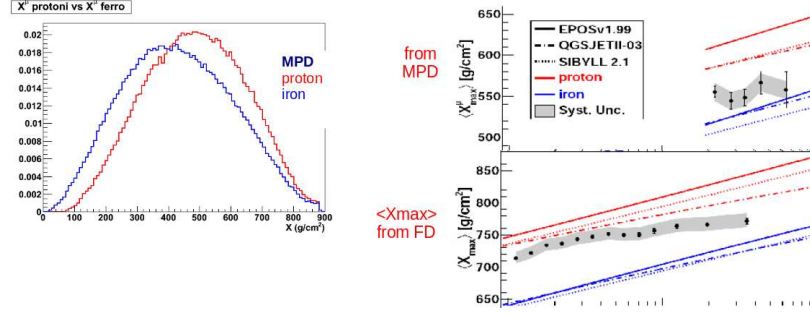 X^μ protoni vs X^μ ferro
0.02
0.018
0.016
0.014
0.012
0.01
0.008
0.006
0.004
0.002
0
MPD
proton
iron
0 100 200 300 400 500 600 700 800 900
X (g/cm²)
from
MPD
⟨X^μ_max⟩ [g/cm²]
650
600
550
500
EPOSv1.99
QGSJETII-03
SIBYLL 2.1
proton
iron
Syst. Unc.
<Xmax>
from FD
⟨X_max⟩ [g/cm²]
850
800
750
700
650